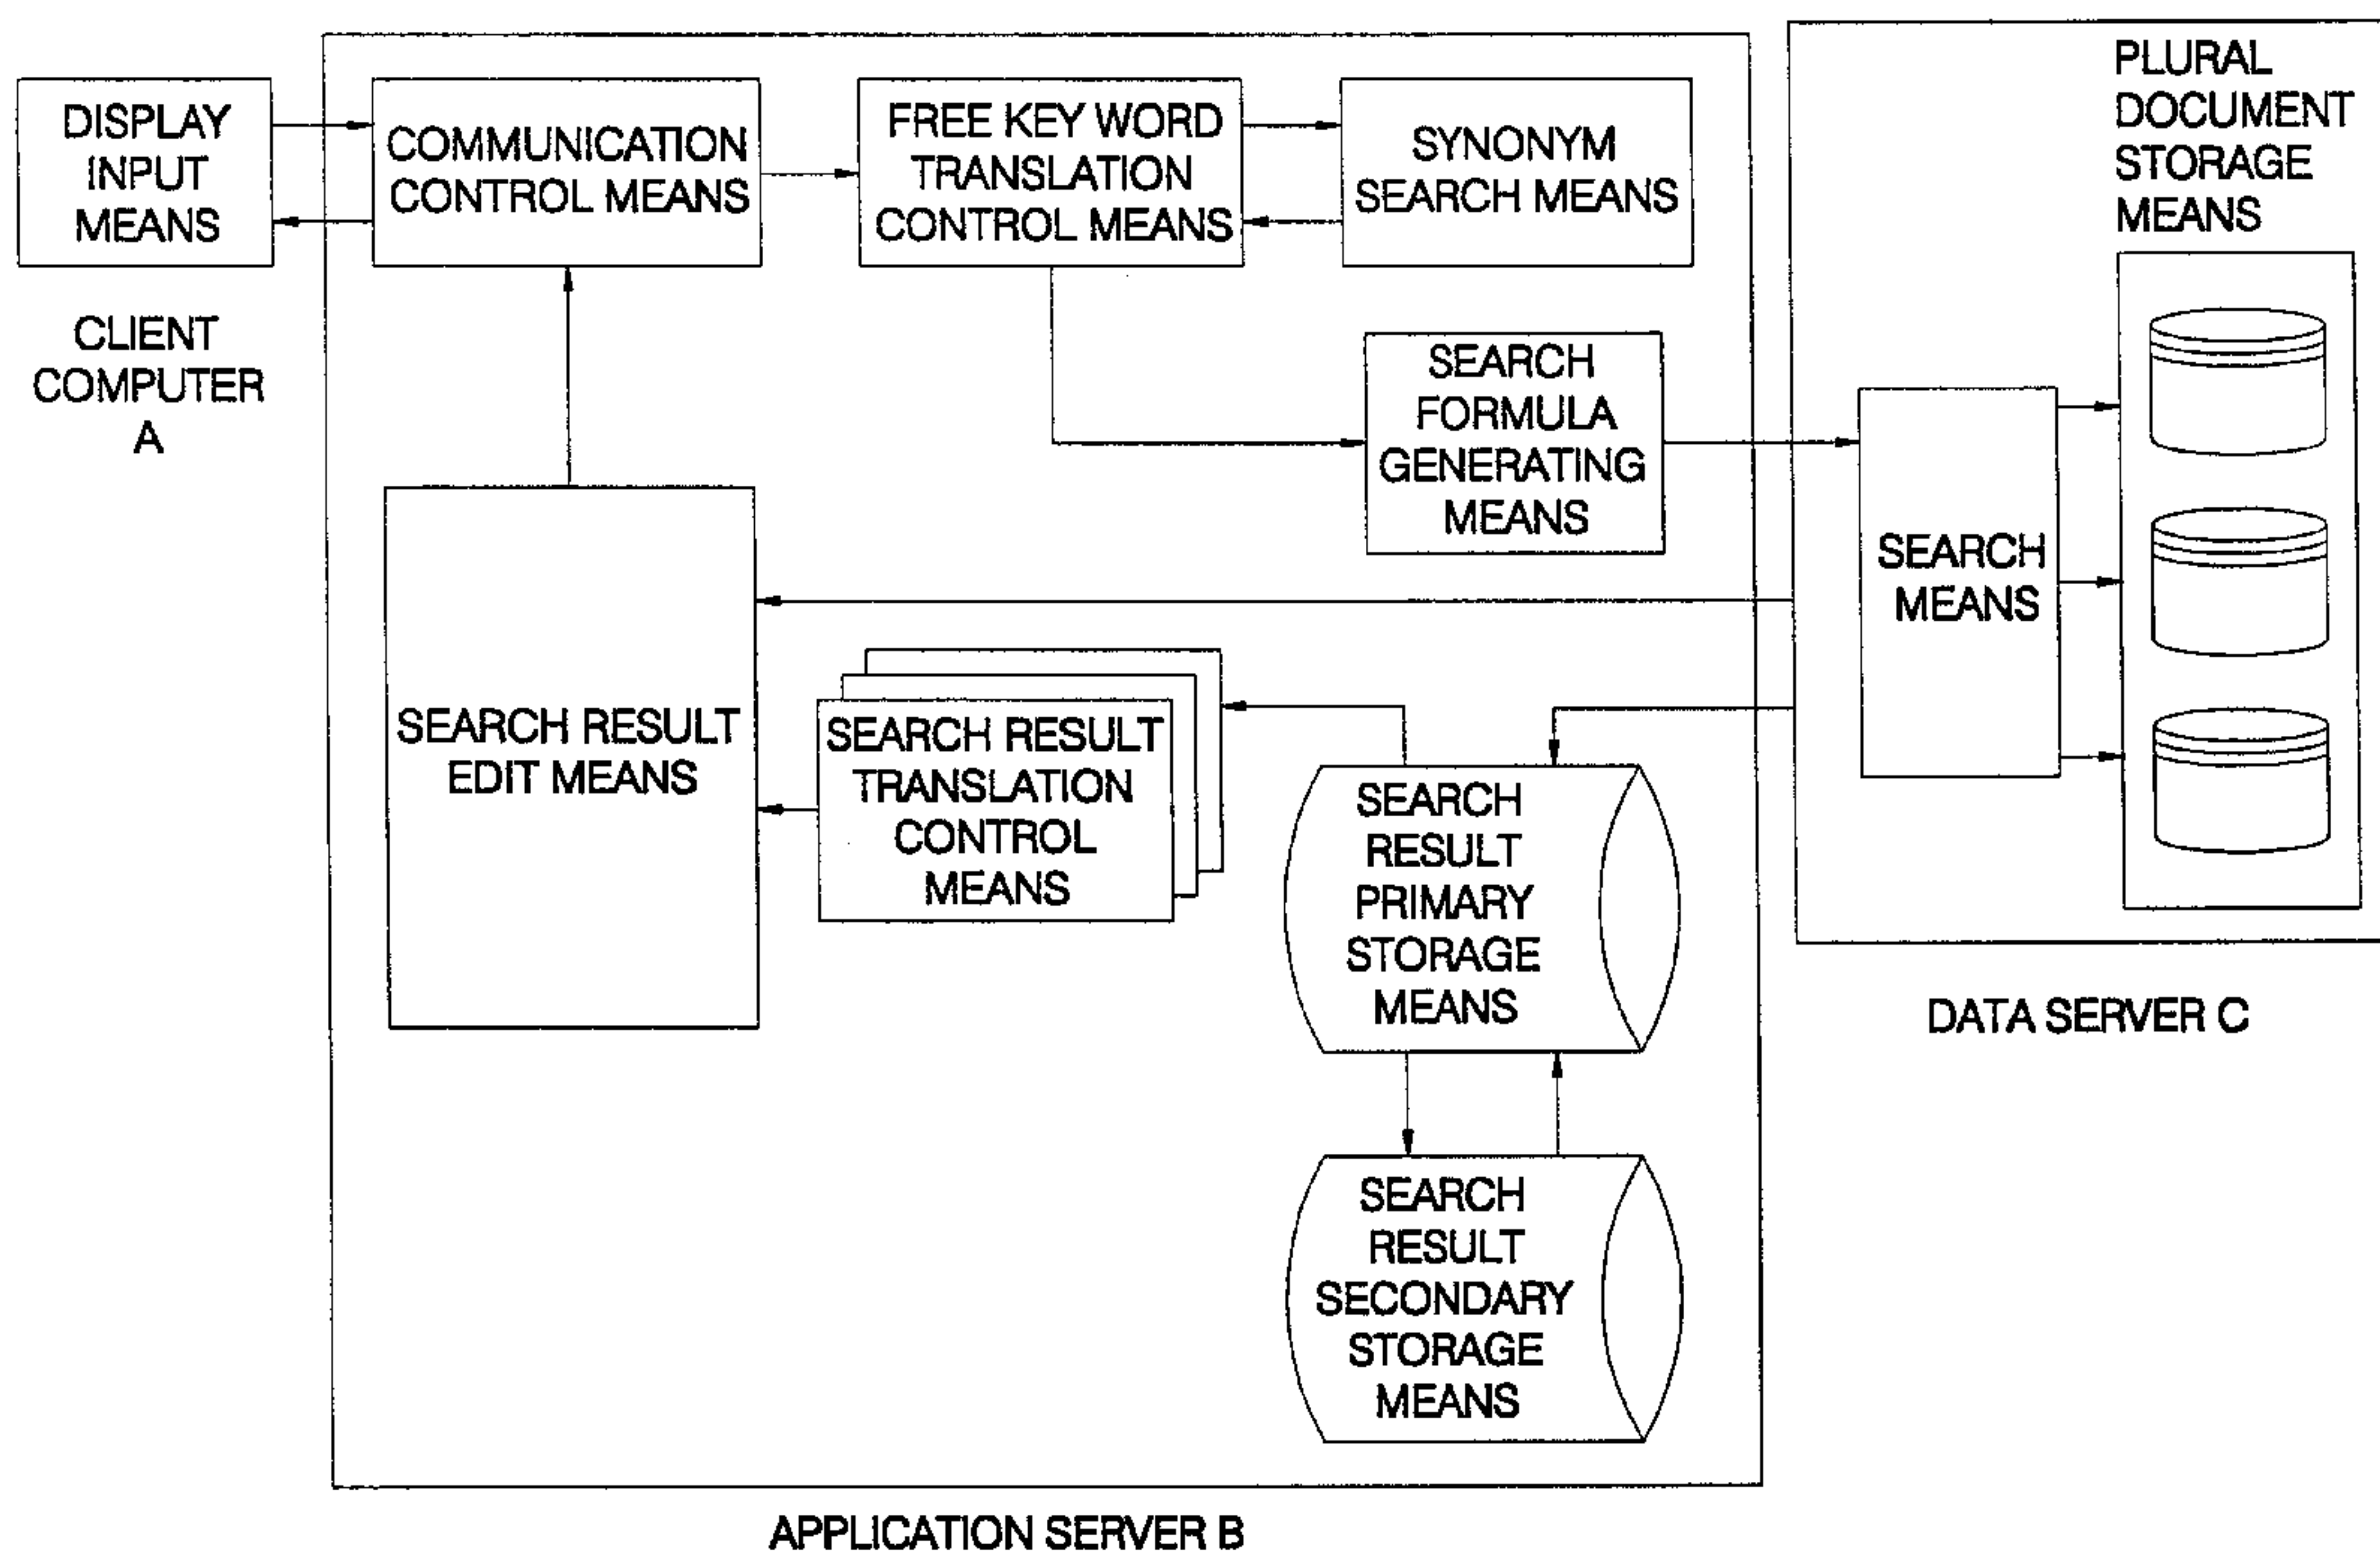 DISPLAY
INPUT
MEANS
CLIENT
COMPUTER
A
COMMUNICATION
CONTROL MEANS
FREE KEY WORD
TRANSLATION
CONTROL MEANS
SYNONYM
SEARCH MEANS
SEARCH
FORMULA
GENERATING
MEANS
SEARCH RESULT
EDIT MEANS
SEARCH RESULT
TRANSLATION
CONTROL
MEANS
SEARCH
RESULT
PRIMARY
STORAGE
MEANS
SEARCH
RESULT
SECONDARY
STORAGE
MEANS
APPLICATION SERVER B
PLURAL
DOCUMENT
STORAGE
MEANS
SEARCH
MEANS
DATA SERVER C